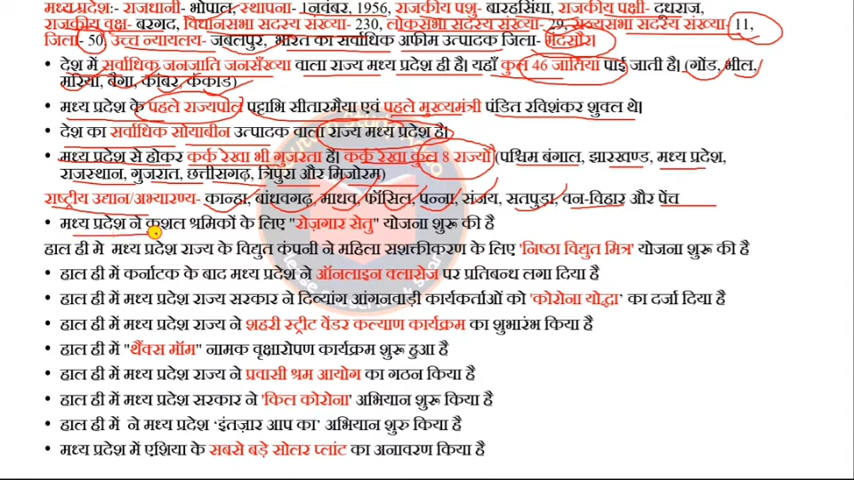 मध्यप्रदेश:- राजधानी- भोपाल, स्थापना- 1नवंबर, 1956, राजकीय पशु- बारहसिंघा, राजकीय पक्षी- दूधराज,
राजकीय वृक्ष- बरगद, विधानसभा सदस्य संख्या- 230, लोकसभा सदस्य संख्या- 29, राज्यसभा सदस्य संख्या- 11,
जिला- 50 उच्च न्यायलय- जबलपुर, भारत का सर्वाधिक अफीम उत्पादक जिला- मंदसौर।
• देश में सर्वाधिक जनजाति जनसँख्या वाला राज्य मध्य प्रदेश ही है। यहाँ कुल 46 जातियां पाई जाती है। (गोंड, भील,
मारिया, बैगा, कांबर, कंकाड)
• मध्य प्रदेश के पहले राज्यपाल पट्टाभि सीतारमैया एवं पहले मुख्यमंत्री पंडित रविशंकर शुक्ल थे।
• देश का सर्वाधिक सोयाबीन उत्पादक वाला राज्य मध्य प्रदेश है।
• मध्य प्रदेश से होकर कर्क रेखा भी गुजरता है। कर्क रेखा कुल 8 राज्यों (पश्चिम बंगाल, झारखण्ड, मध्य प्रदेश,
राजस्थान, गुजरात, छत्तीसगढ़, त्रिपुरा और मिजोरम)
राष्ट्रीय उद्यान/अभ्यारण्य- कान्हा, बांधवगढ़, माधव, फॉसिल, पन्ना, संजय, सतपुड़ा, वन-विहार और पेंच
• मध्य प्रदेश ने कुशल श्रमिकों के लिए "रोज़गार सेतु" योजना शुरू की है
हाल ही मे मध्य प्रदेश राज्य के विद्युत कंपनी ने महिला सशक्तीकरण के लिए 'निष्ठा विद्युत मित्र' योजना शुरू की है
• हाल ही में कर्नाटक के बाद मध्य प्रदेश ने ऑनलाइन क्लासेज पर प्रतिबन्ध लगा दिया है
• हाल ही में मध्य प्रदेश राज्य सरकार ने दिव्यांग आंगनवाड़ी कार्यकर्ताओं को 'कोरोना योद्धा' का दर्जा दिया है
• हाल ही में मध्य प्रदेश राज्य ने शहरी स्ट्रीट वेंडर कल्याण कार्यक्रम का शुभारंभ किया है
• हाल ही में "थैंक्स मॉम" नामक वृक्षारोपण कार्यक्रम शुरू हुआ है
• हाल ही में मध्य प्रदेश राज्य ने प्रवासी श्रम आयोग का गठन किया है
• हाल ही में मध्य प्रदेश सरकार ने 'किल कोरोना' अभियान शुरू किया है
• हाल ही में ने मध्य प्रदेश 'इंतज़ार आप का' अभियान शुरु किया है
• मध्य प्रदेश में एशिया के सबसे बड़े सोलर प्लांट का अनावरण किया है